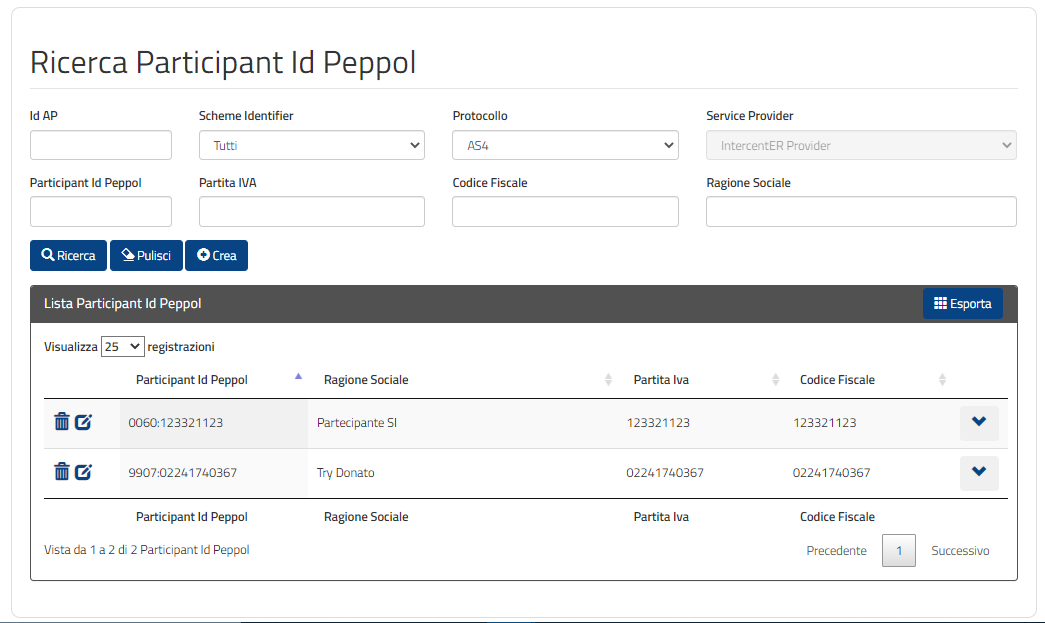 Ricerca Participant Id Peppol
Id AP Scheme Identifier Protocollo Service Provider
Tutti AS4 IntercentER Provider
Participant Id Peppol Partita IVA Codice Fiscale Ragione Sociale
Ricerca Pulisci Crea
Lista Participant Id Peppol Esporta
Visualizza 25 registrazioni
Participant Id Peppol Ragione Sociale Partita Iva Codice Fiscale
0060:123321123 Partecipante SI 123321123 123321123
9907:02241740367 Try Donato 02241740367 02241740367
Participant Id Peppol Ragione Sociale Partita Iva Codice Fiscale
Vista da 1 a 2 di 2 Participant Id Peppol Precedente 1 Successivo